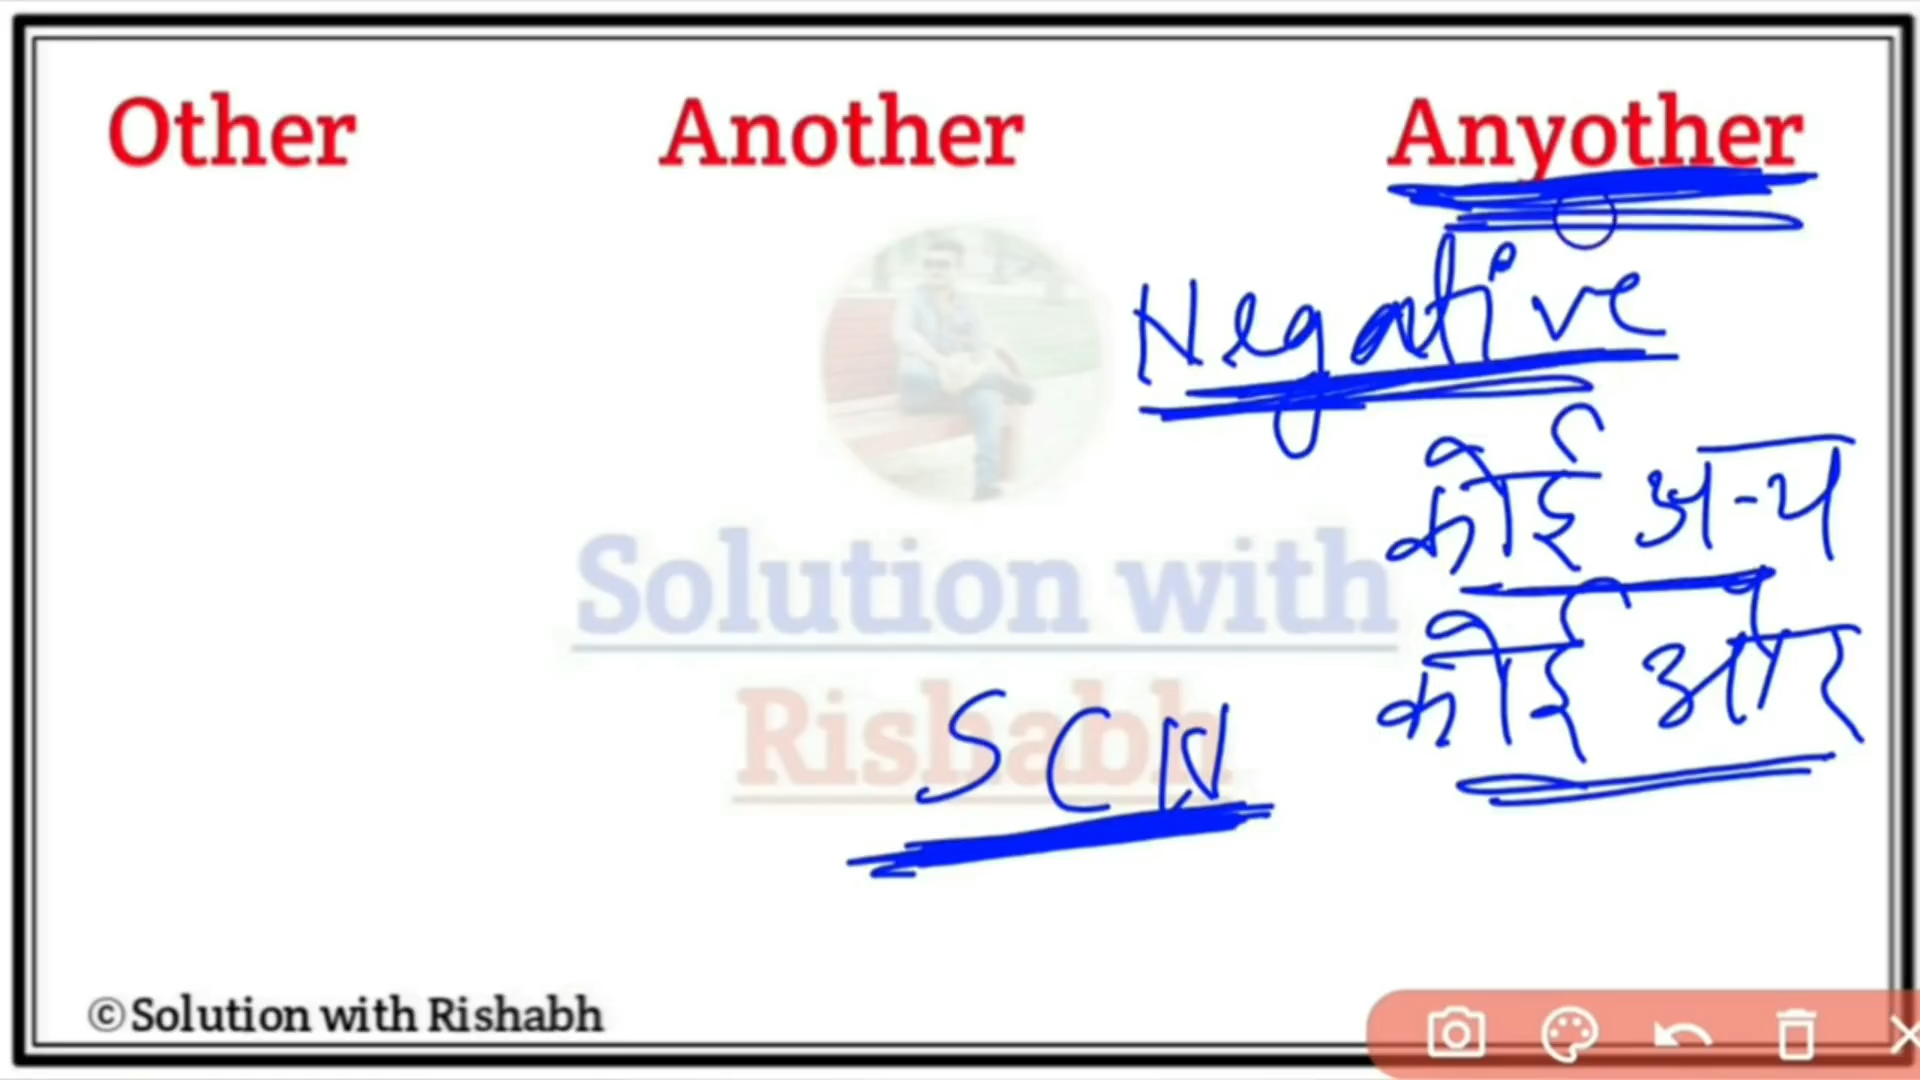 Other Another Anyother
Negative
कोई अन्य
Solution with
कोई और
Rishabh
SCN
©Solution with Rishabh